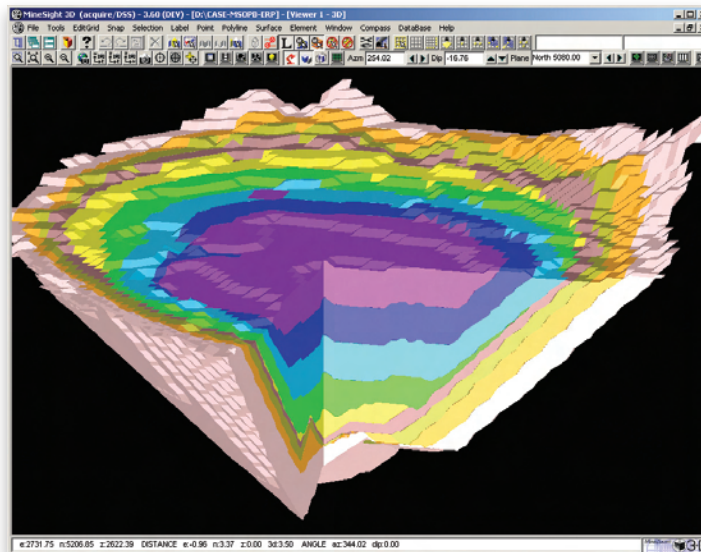 MineSight 3D (acquire/DSS) - 3.60 (DEV) - [D:\CASE-MSOPB-ERP] - [Viewer 1 - 3D]
File Tools EditGrid Snap Selection Label Point Polyline Surface Element Window Compass DataBase Help
Azm 254.02 Dip -16.76 Plane North 5080.00
e:2731.75 n:5206.85 z:2622.39 DISTANCE e:-0.96 n:3.37 z:0.00 3d:3.50 ANGLE az:344.02 dip:0.00